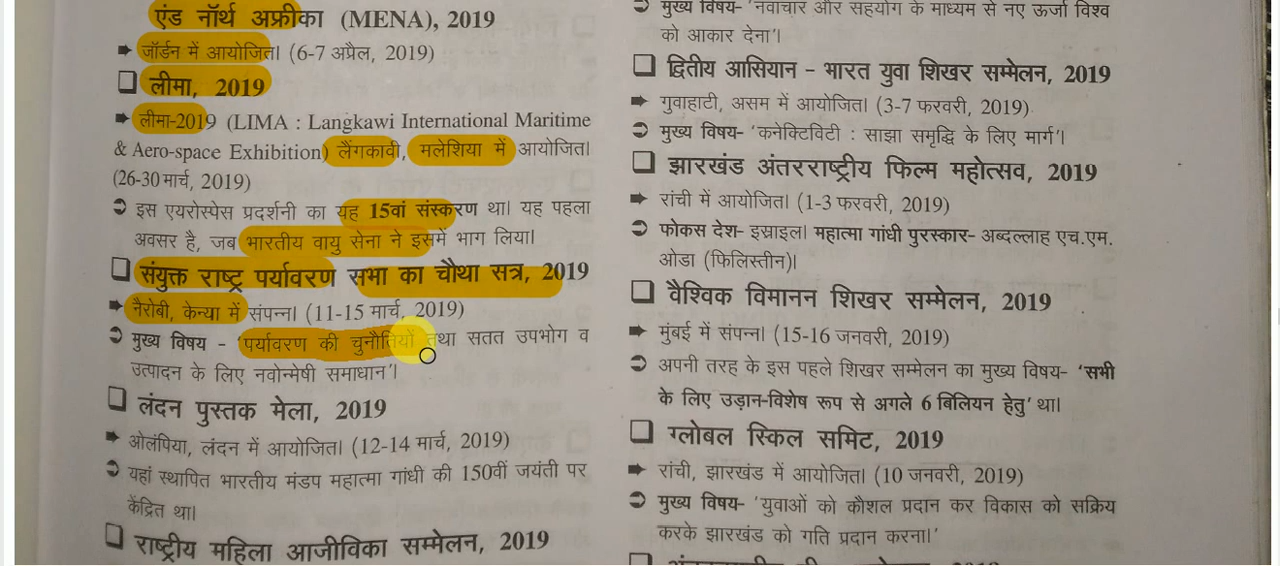 एंड नॉर्थ अफ्रीका (MENA), 2019
➨ जॉर्डन में आयोजित। (6-7 अप्रैल, 2019)
❑ लीमा, 2019
➨ लीमा-2019 (LIMA : Langkawi International Maritime
& Aero-space Exhibition) लैंगकावी, मलेशिया में आयोजित।
(26-30 मार्च, 2019)
➲ इस एयरोस्पेस प्रदर्शनी का यह 15वां संस्करण था। यह पहला
अवसर है, जब भारतीय वायु सेना ने इसमें भाग लिया।
❑ संयुक्त राष्ट्र पर्यावरण सभा का चौथा सत्र, 2019
➨ नैरोबी, केन्या में संपन्न। (11-15 मार्च, 2019)
➲ मुख्य विषय - 'पर्यावरण की चुनौतियों तथा सतत उपभोग व
उत्पादन के लिए नवोन्मेषी समाधान'।
❑ लंदन पुस्तक मेला, 2019
➨ ओलंपिया, लंदन में आयोजित। (12-14 मार्च, 2019)
➲ यहां स्थापित भारतीय मंडप महात्मा गांधी की 150वीं जयंती पर
केंद्रित था।
❑ राष्ट्रीय महिला आजीविका सम्मेलन, 2019
➲ मुख्य विषय- 'नवाचार और सहयोग के माध्यम से नए ऊर्जा विश्व
को आकार देना'।
❑ द्वितीय आसियान - भारत युवा शिखर सम्मेलन, 2019
➨ गुवाहाटी, असम में आयोजित। (3-7 फरवरी, 2019)
➲ मुख्य विषय- 'कनेक्टिविटी : साझा समृद्धि के लिए मार्ग'।
❑ झारखंड अंतरराष्ट्रीय फिल्म महोत्सव, 2019
➨ रांची में आयोजित। (1-3 फरवरी, 2019)
➲ फोकस देश- इस्राइल। महात्मा गांधी पुरस्कार- अब्दल्लाह एच.एम.
ओडा (फिलिस्तीन)।
❑ वैश्विक विमानन शिखर सम्मेलन, 2019
➨ मुंबई में संपन्न। (15-16 जनवरी, 2019)
➲ अपनी तरह के इस पहले शिखर सम्मेलन का मुख्य विषय- 'सभी
के लिए उड़ान-विशेष रूप से अगले 6 बिलियन हेतु' था।
❑ ग्लोबल स्किल समिट, 2019
➨ रांची, झारखंड में आयोजित। (10 जनवरी, 2019)
➲ मुख्य विषय- 'युवाओं को कौशल प्रदान कर विकास को सक्रिय
करके झारखंड को गति प्रदान करना।'